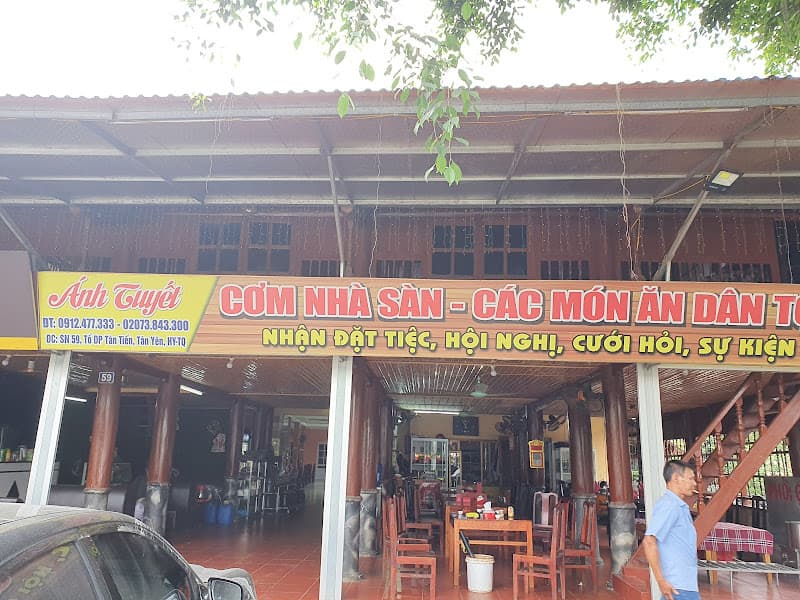 Ánh Tuyết
ĐT: 0912.477.333 - 02073.843.300
ĐC: SN 59, Tổ DP Tân Tiến, Tân Yên, HY-TQ
CƠM NHÀ SÀN - CÁC MÓN ĂN DÂN T
NHẬN ĐẶT TIỆC, HỘI NGHỊ, CƯỚI HỎI, SỰ KIỆN
59